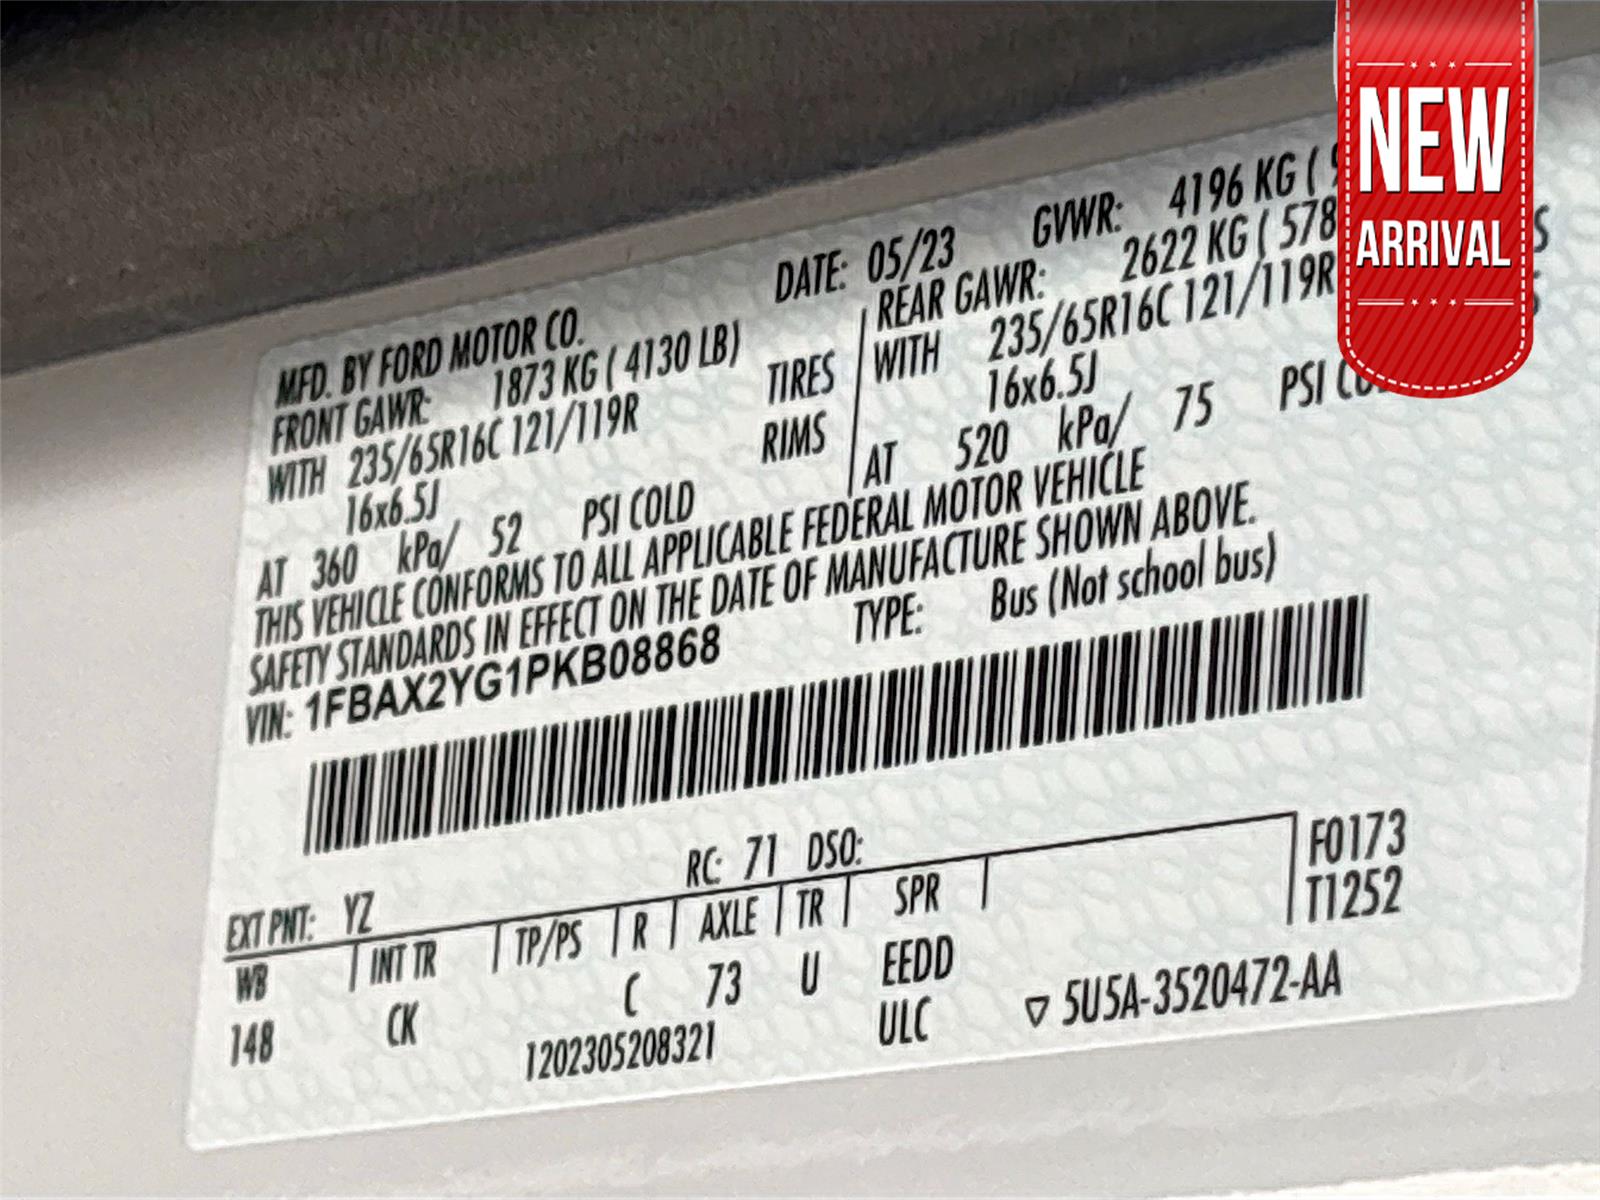 NEW
ARRIVAL
MFD. BY FORD MOTOR CO.
DATE: 05/23 GVWR: 4196 KG (
FRONT GAWR: 1873 KG ( 4130 LB)
REAR GAWR: 2622 KG ( 578
WITH 235/65R16C 121/119R TIRES
WITH 235/65R16C 121/119R
16x6.5J RIMS
16x6.5J
AT 360 kPa/ 52 PSI COLD
AT 520 kPa/ 75 PSI
THIS VEHICLE CONFORMS TO ALL APPLICABLE FEDERAL MOTOR VEHICLE
SAFETY STANDARDS IN EFFECT ON THE DATE OF MANUFACTURE SHOWN ABOVE.
VIN: 1FBAX2YG1PKB08868 TYPE: Bus (Not school bus)
RC: 71 DSO:
EXT PNT: YZ
F0173
T1252
WB INT TR TP/PS R AXLE TR SPR
148 CK C 73 U EEDD
1202305208321 ULC ▽ 5U5A-3520472-AA